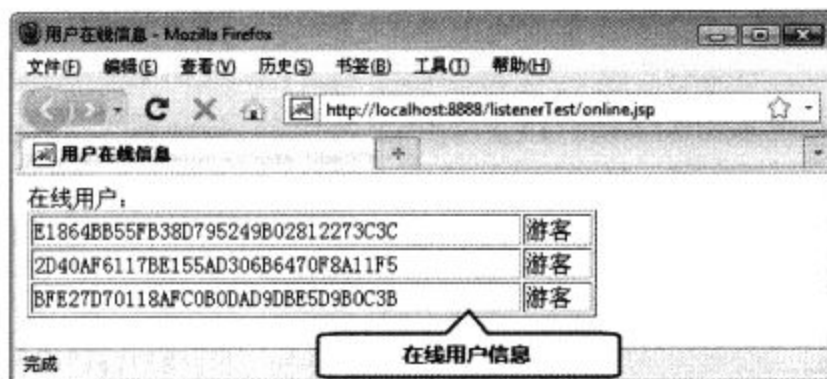 用户在线信息 - Mozilla Firefox
文件(F) 编辑(E) 查看(V) 历史(S) 书签(B) 工具(T) 帮助(H)
http://localhost:8888/listenerTest/online.jsp
用户在线信息
在线用户：
E1864BB55FB38D795249B02812273C3C 游客
2D40AF6117BE155AD306B6470F8A11F5 游客
BFE27D70118AFC0B0DAD9DBE5D9B0C3B 游客
在线用户信息
完成